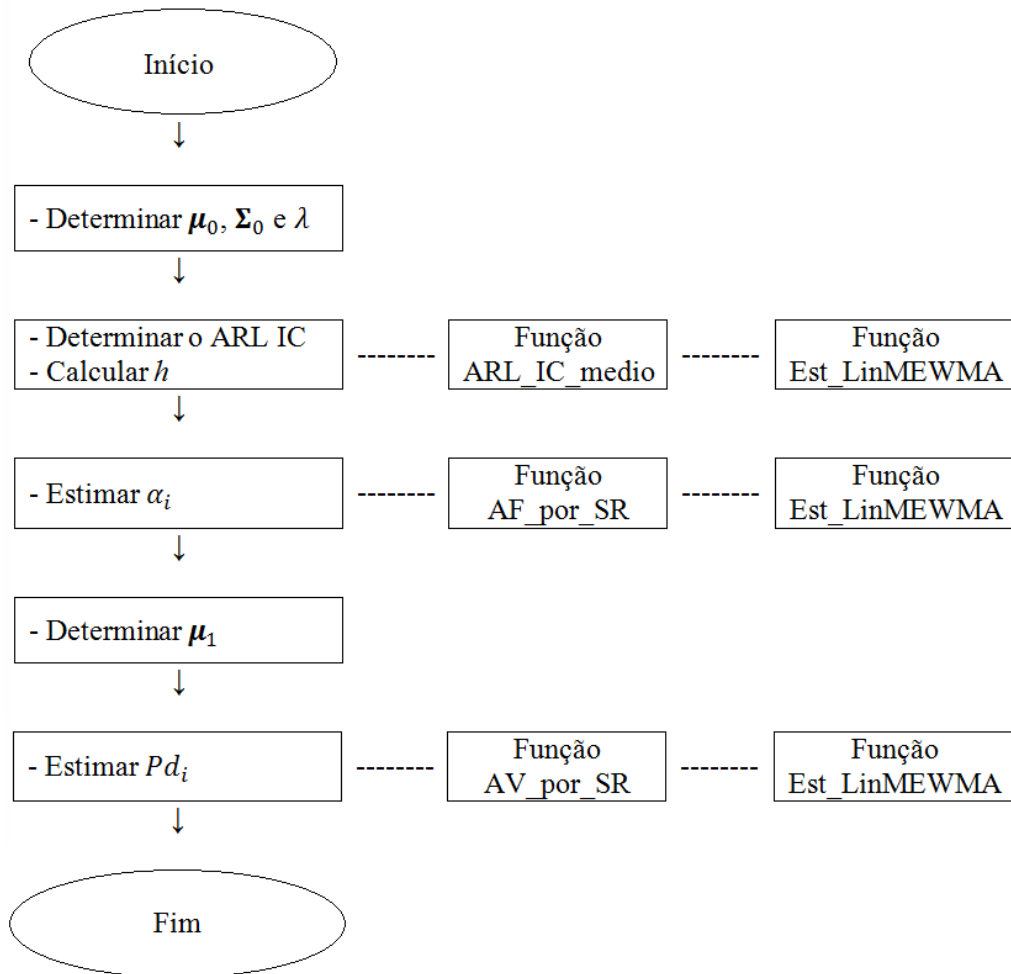 Início
↓
- Determinar 𝝁₀, 𝚺₀ e 𝜆
↓
- Determinar o ARL IC
- Calcular ℎ
--------
Função
ARL_IC_medio
--------
Função
Est_LinMEWMA
↓
- Estimar 𝛼ᵢ
--------
Função
AF_por_SR
--------
Função
Est_LinMEWMA
↓
- Determinar 𝝁₁
↓
- Estimar 𝑃𝑑ᵢ
--------
Função
AV_por_SR
--------
Função
Est_LinMEWMA
↓
Fim